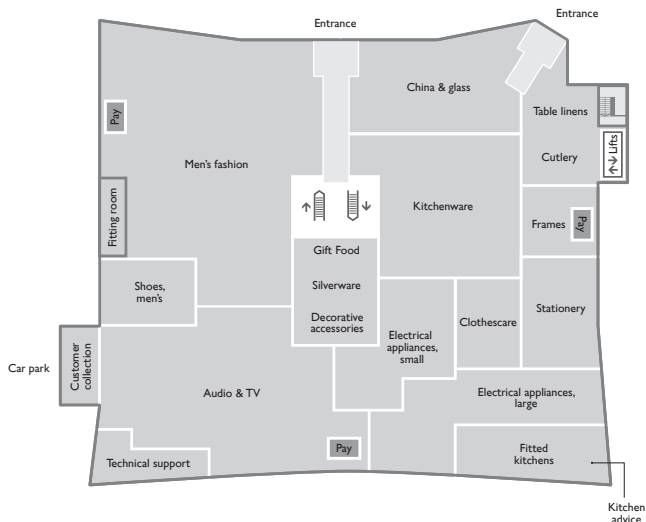 Entrance
Entrance
China & glass
Table linens
Pay
Lifts
Men's fashion
Cutlery
Kitchenware
Fitting room
Frames
Pay
Gift Food
Silverware
Decorative
accessories
Shoes,
men's
Stationery
Clothescare
Electrical
appliances,
small
Car park
Customer
collection
Audio & TV
Electrical appliances,
large
Pay
Technical support
Fitted
kitchens
Kitchen
advice